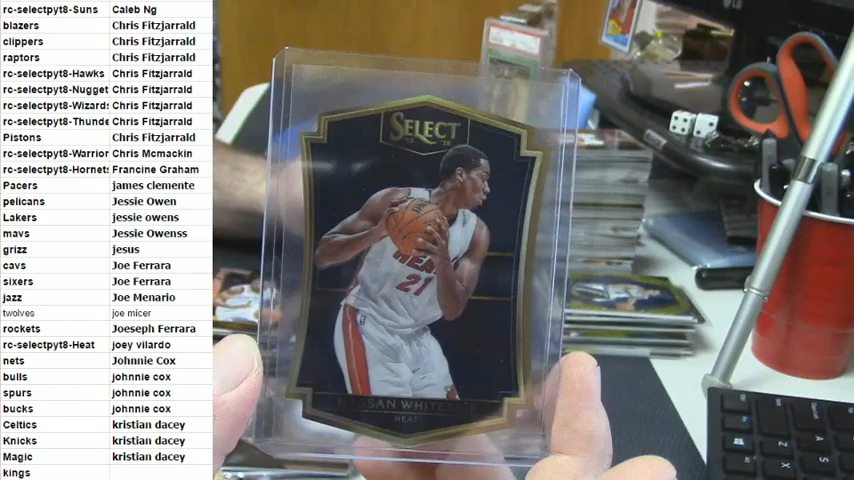 rc-selectpyt8-Suns Caleb Ng
blazers Chris Fitzjarrald
clippers Chris Fitzjarrald
raptors Chris Fitzjarrald
rc-selectpyt8-Hawks Chris Fitzjarrald
rc-selectpyt8-Nugget Chris Fitzjarrald
rc-selectpyt8-Wizard Chris Fitzjarrald
rc-selectpyt8-Thunde Chris Fitzjarrald
Pistons Chris Fitzjarrald
rc-selectpyt8-Warrior Chris Mcmackin
rc-selectpyt8-Hornet Francine Graham
Pacers james clemente
pelicans Jessie Owen
Lakers jessie owens
mavs Jessie Owenss
grizz jesus
cavs Joe Ferrara
sixers Joe Ferrara
jazz Joe Menario
twolves joe micer
rockets Joeseph Ferrara
rc-selectpyt8-Heat joey vilardo
nets Johnnie Cox
bulls johnnie cox
spurs johnnie cox
bucks johnnie cox
Celtics kristian dacey
Knicks kristian dacey
Magic kristian dacey
kings
SELECT
HEAT
21
HEAT
LG